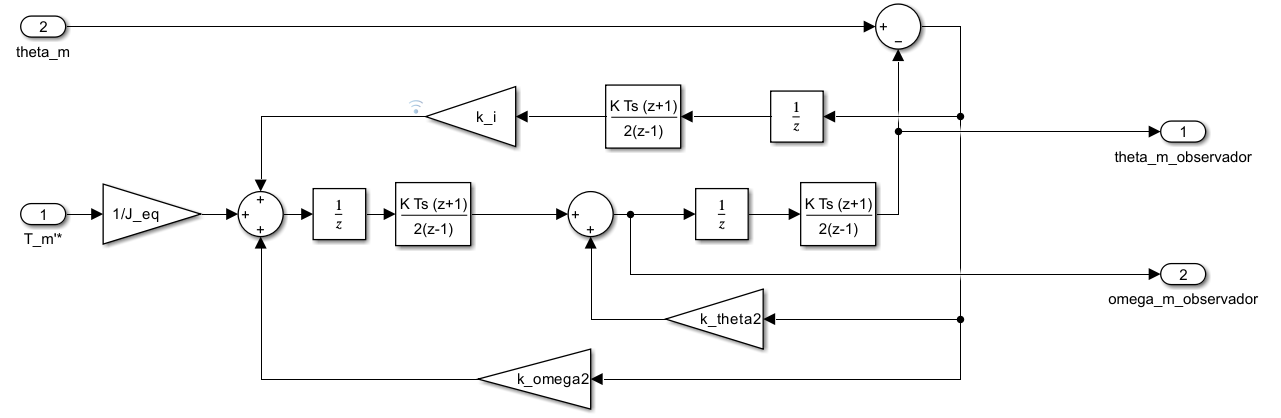 2
theta_m
+
−
k_i
K Ts (z+1)
2(z-1)
1
z
1
theta_m_observador
1
T_m'*
1/J_eq
+
+
+
1
z
K Ts (z+1)
2(z-1)
+
+
1
z
K Ts (z+1)
2(z-1)
2
omega_m_observador
k_theta2
k_omega2